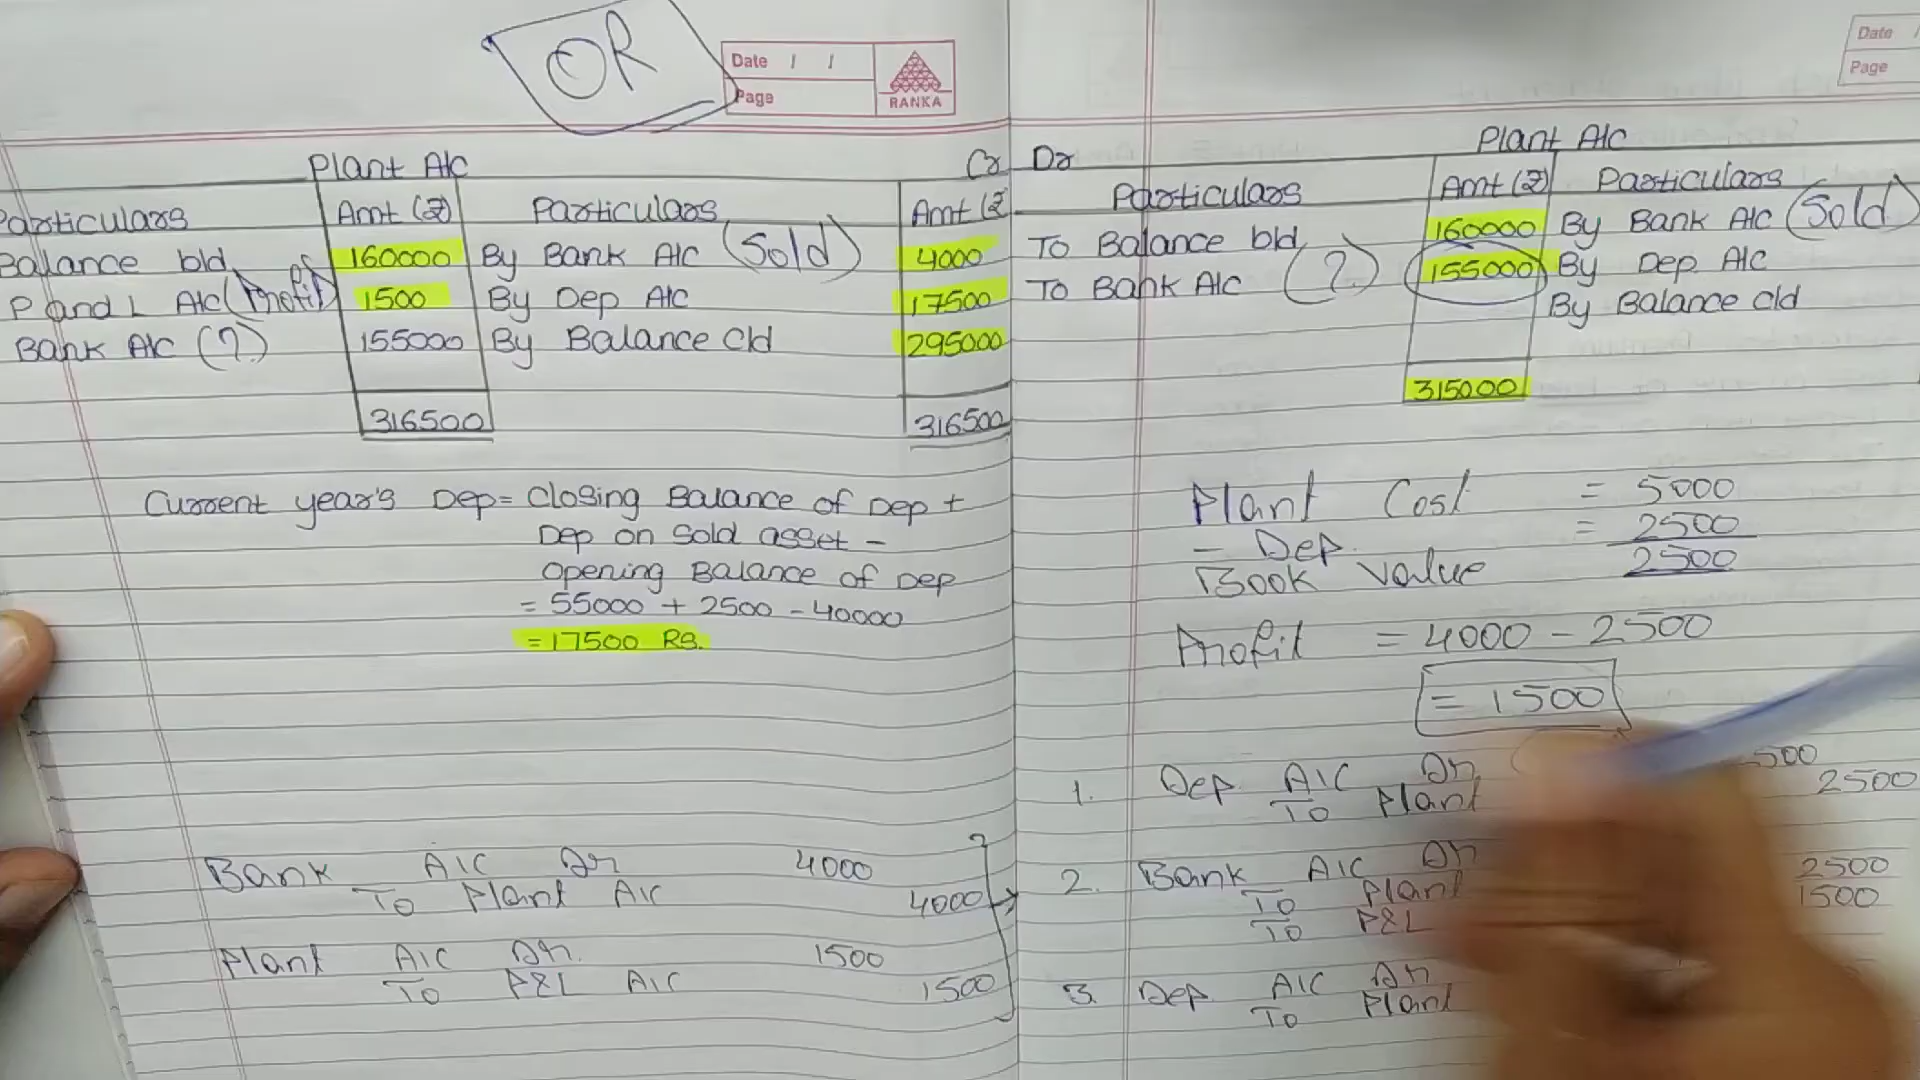 OR
Date / /
Page
RANKA
Date /
Page
Plant A/c Cr
Particulars Amt (₹) Particulars Amt (₹
Balance b/d 160000 By Bank A/c (Sold) 4000
P and L A/c (Profit) 1500 By Dep A/c 17500
Bank A/c (?) 155000 By Balance c/d 295000
316500 316500
Current year's Dep = Closing Balance of Dep +
Dep on sold asset -
Opening Balance of Dep
= 55000 + 2500 - 40000
= 17500 RS.
Bank A/c Dr 4000
To Plant A/c 4000
Plant A/c Dr. 1500
To P&L A/c 1500
Dr Plant A/c
Particulars Amt (₹) Particulars
To Balance b/d 160000 By Bank A/c (Sold)
To Bank A/c (?) 155000 By Dep A/c
By Balance c/d
315000
Plant Cost = 5000
- Dep. = 2500
Book value 2500
Profit = 4000 - 2500
= 1500
1. Dep A/c Dr 500
To Plant 2500
2. Bank A/c Dr
To Plant 2500
To P&L 1500
3. Dep A/c Dr
To Plant